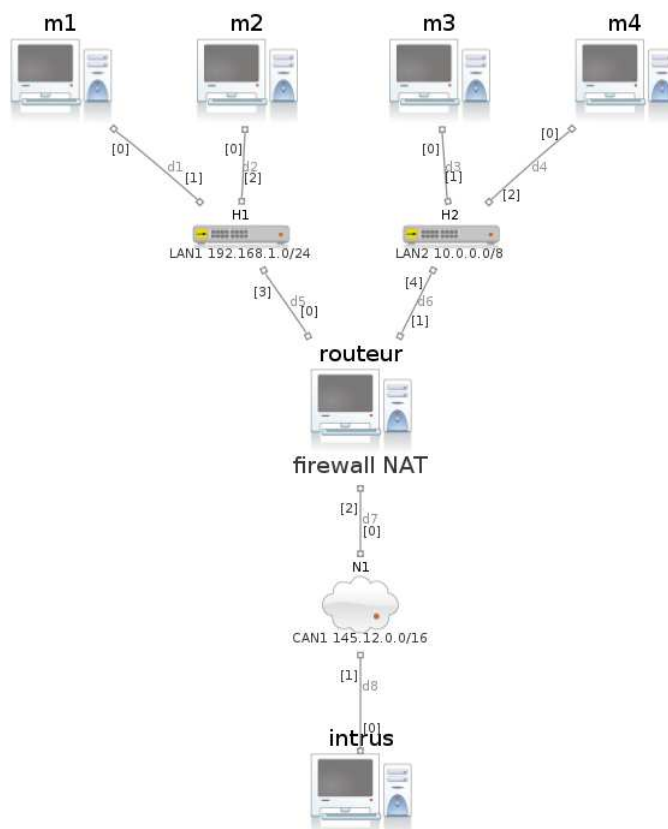 m1 m2 m3 m4
[0] [0] [0] [0]
d1 d2 d3 d4
[1] [2] [1] [2]
H1 H2
LAN1 192.168.1.0/24 LAN2 10.0.0.0/8
[3] [4]
d5 d6
[0] [1]
routeur
firewall NAT
[2]
d7
[0]
N1
CAN1 145.12.0.0/16
[1]
d8
[0]
intrus